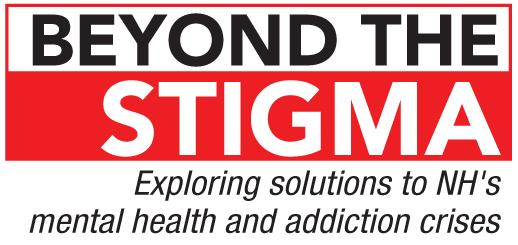 BEYOND THE
STIGMA
Exploring solutions to NH's
mental health and addiction crises